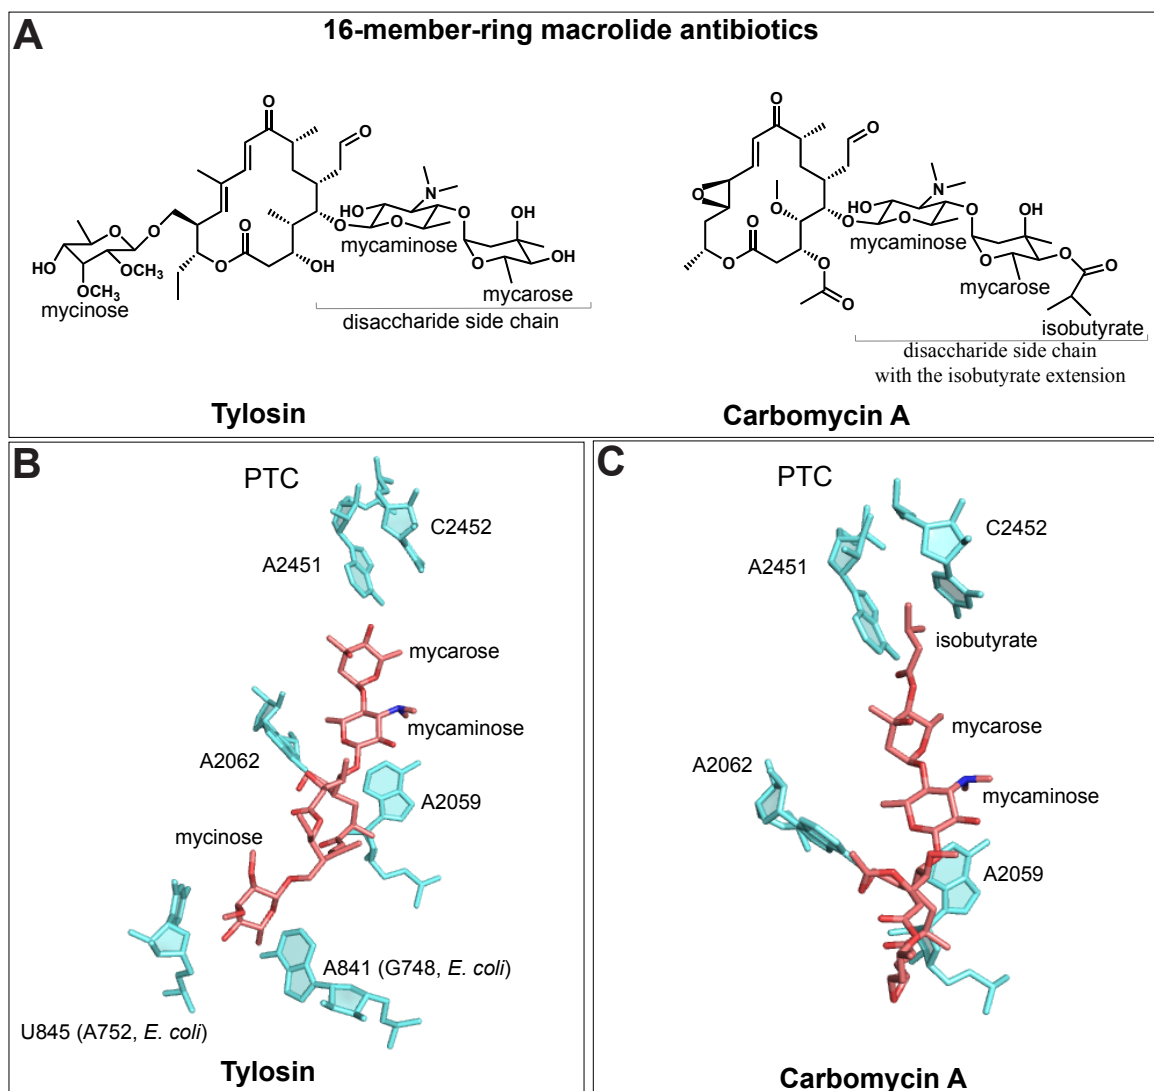 A
16-member-ring macrolide antibiotics
O
O
N
HO
O
O
O
O
OH
O
O
O
O
OH
OH
HO
O
OCH₃
OCH₃
mycinose
mycaminose
mycarose
disaccharide side chain
Tylosin
O
O
O
O
N
HO
O
O
O
O
OH
O
O
O
O
O
O
mycaminose
mycarose
isobutyrate
disaccharide side chain
with the isobutyrate extension
Carbomycin A
B
PTC
C2452
A2451
mycarose
mycaminose
A2062
A2059
mycinose
A841 (G748, E. coli)
U845 (A752, E. coli)
Tylosin
C
PTC
C2452
A2451
isobutyrate
mycarose
A2062
mycaminose
A2059
Carbomycin A